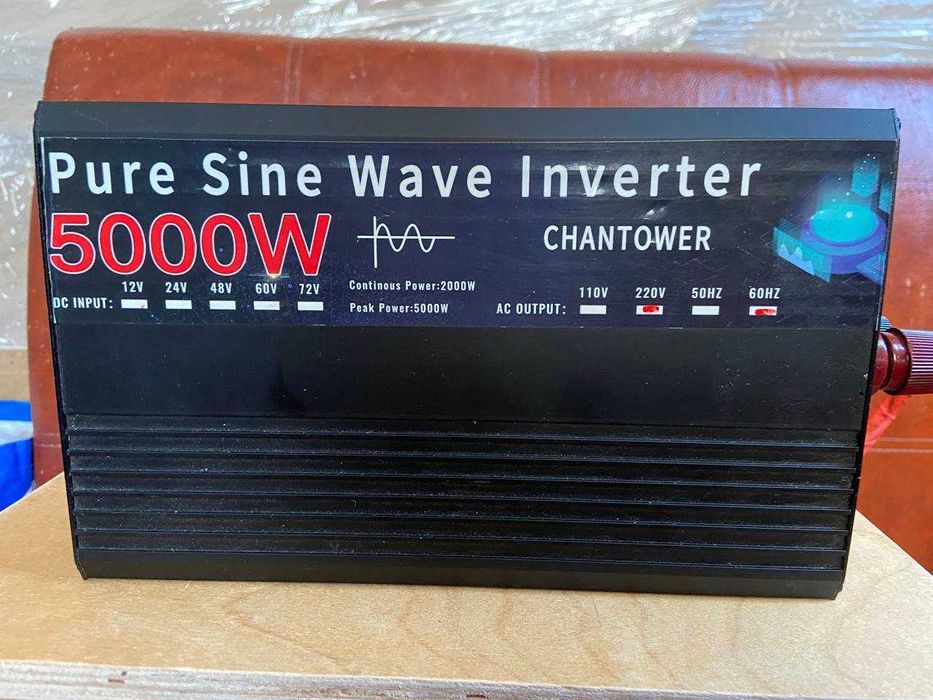 Pure Sine Wave Inverter
5000W
CHANTOWER
12V 24V 48V 60V 72V
DC INPUT:
Continous Power:2000W
Peak Power:5000W
110V 220V 50HZ 60HZ
AC OUTPUT: